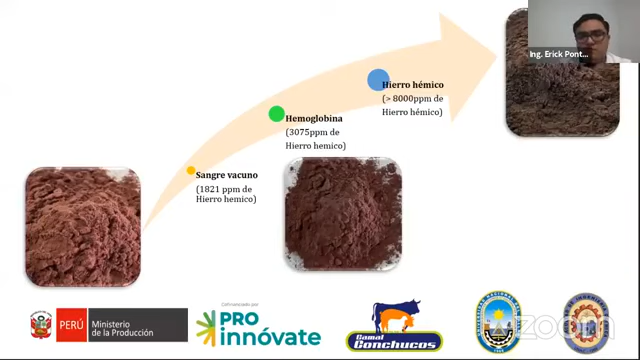 Ing. Erick Pont...
Hierro hémico
(> 8000ppm de
Hierro hémico)
Hemoglobina
(3075ppm de
Hierro hemico)
Sangre vacuno
(1821 ppm de
Hierro hemico)
PERÚ
Ministerio
de la Producción
Cofinanciado por:
PRO
innóvate
Camal
Conchucos
zoom